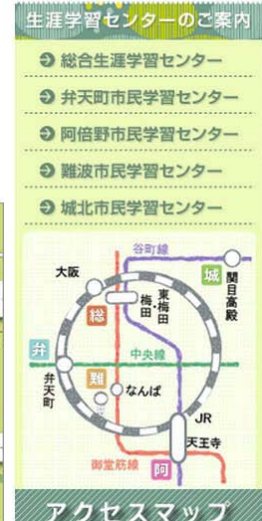 生涯学習センターのご案内
総合生涯学習センター
弁天町市民学習センター
阿倍野市民学習センター
難波市民学習センター
城北市民学習センター
谷町線
大阪
城
関目高殿
東梅田・梅田
総
弁
中央線
難
弁天町
なんば
JR
天王寺
御堂筋線
阿
アクセスマップ